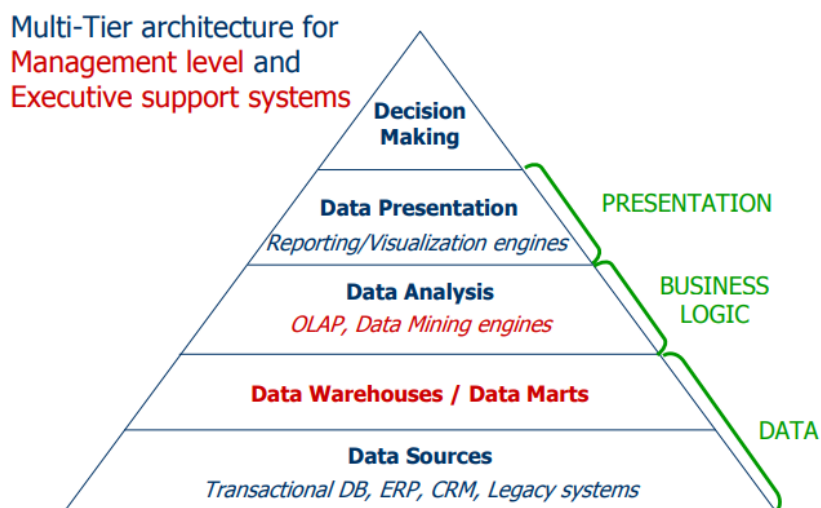 Multi-Tier architecture for
Management level and
Executive support systems
Decision
Making
Data Presentation
Reporting/Visualization engines
PRESENTATION
Data Analysis
OLAP, Data Mining engines
BUSINESS
LOGIC
Data Warehouses / Data Marts
DATA
Data Sources
Transactional DB, ERP, CRM, Legacy systems